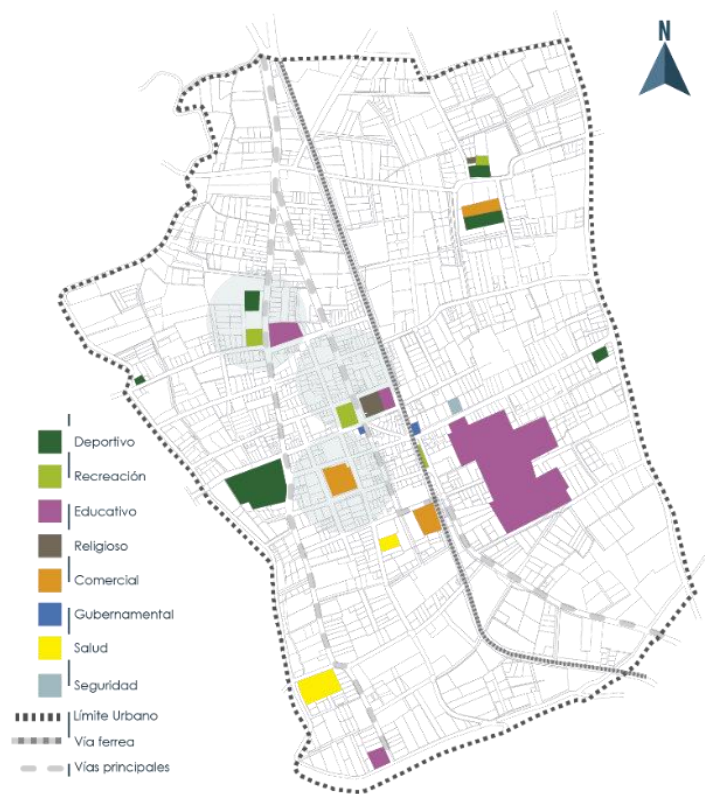 N
Deportivo
Recreación
Educativo
Religioso
Comercial
Gubernamental
Salud
Seguridad
Límite Urbano
Vía ferrea
Vías principales